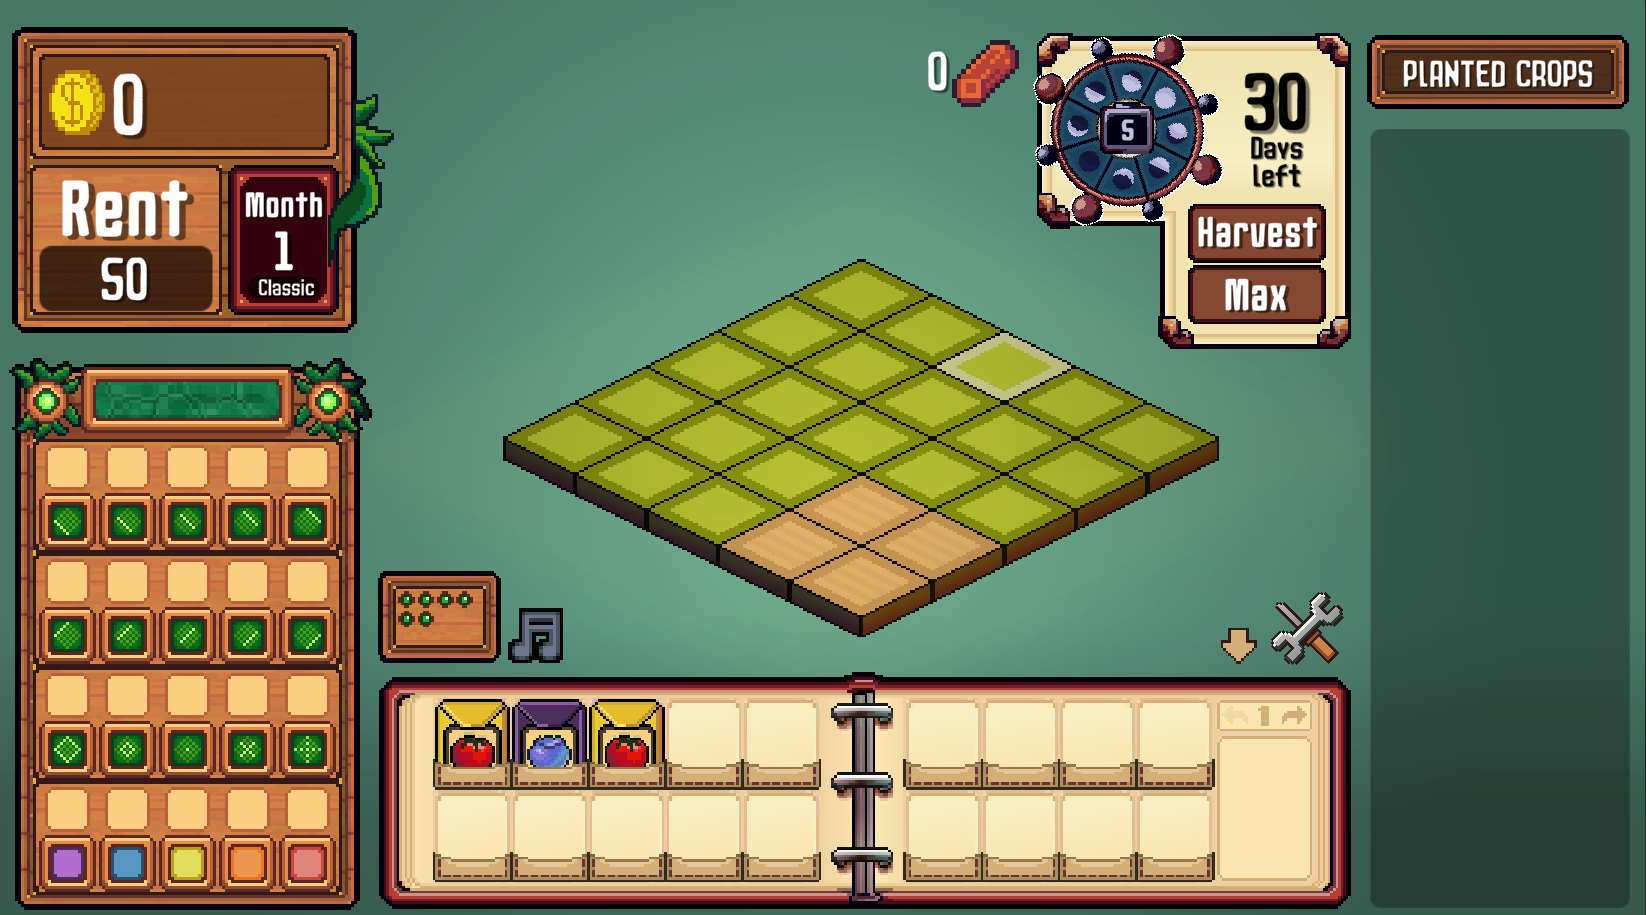 0
Rent
50
Month
1
Classic
0
S
30
Days
left
Harvest
Max
PLANTED CROPS
1